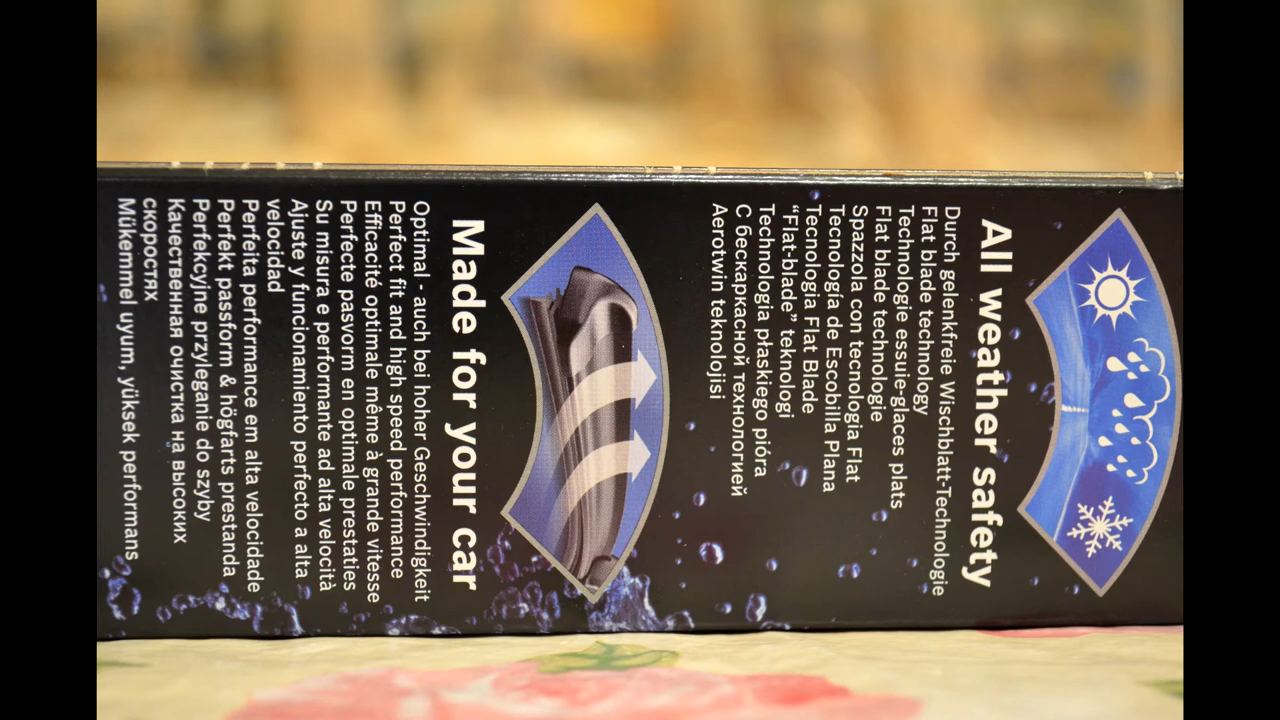 All weather safety
Durch gelenkfreie Wischblatt-Technologie
Flat blade technology
Technologie essuie-glaces plats
Flat blade technologie
Spazzola con tecnologia Flat
Tecnología de Escobilla Plana
Tecnologia Flat Blade
“Flat-blade” teknologi
Technologia płaskiego pióra
С бескаркасной технологией
Aerotwin teknolojisi
Made for your car
Optimal - auch bei hoher Geschwindigkeit
Perfect fit and high speed performance
Efficacité optimale même à grande vitesse
Perfecte pasvorm en optimale prestaties
Su misura e performante ad alta velocità
Ajuste y funcionamiento perfecto a alta
velocidad
Perfeita performance em alta velocidade
Perfekt passform & högfarts prestanda
Perfekcyjne przyleganie do szyby
Качественная очистка на высоких
скоростях
Mükemmel uyum, yüksek performans